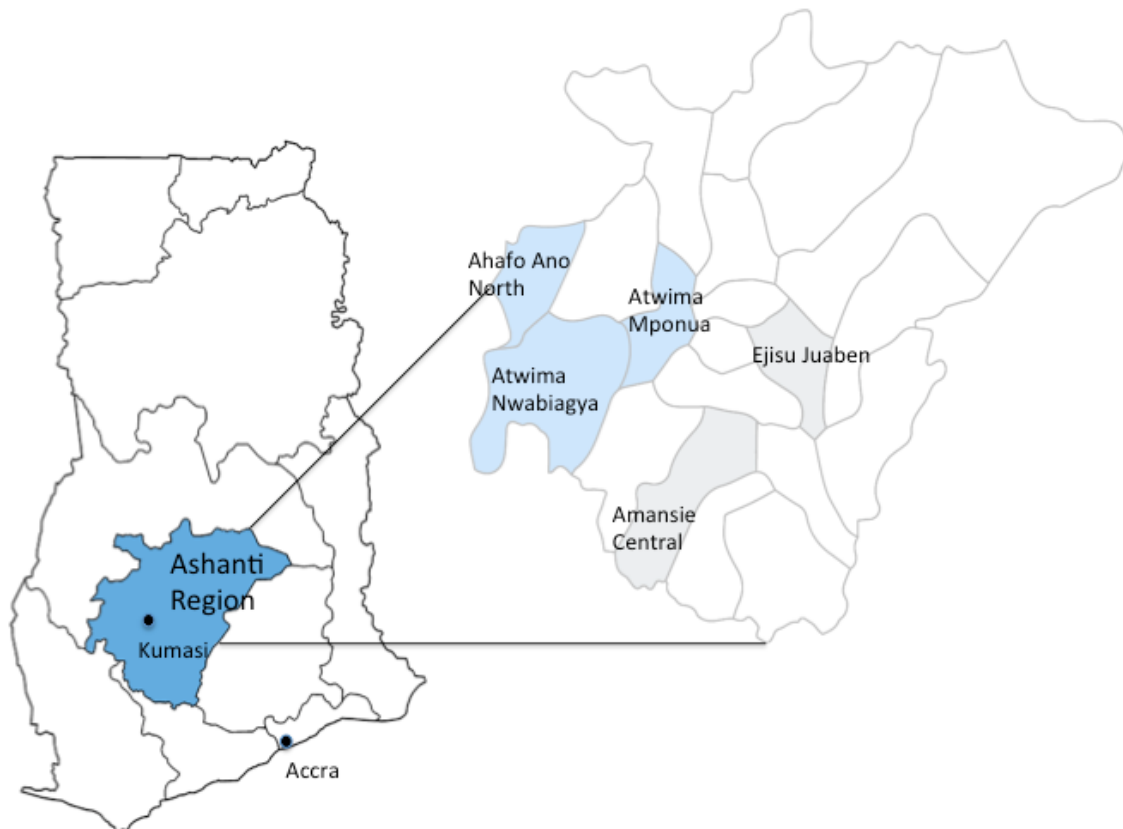 Ahafo Ano
North
Atwima
Mponua
Ejisu Juaben
Atwima
Nwabiagya
Amansie
Central
Ashanti
Region
Kumasi
Accra